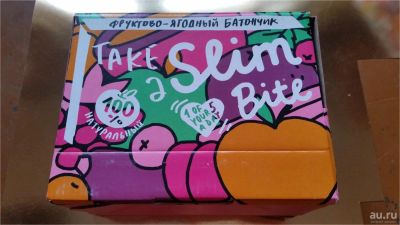 ФРУКТОВО-ЯГОДНЫЙ БАТОНЧИК
TAKE
a Slim
Bite
100
%
НАТУРАЛЬНЫЙ
1 OF
YOUR 5
A DAY
au.ru